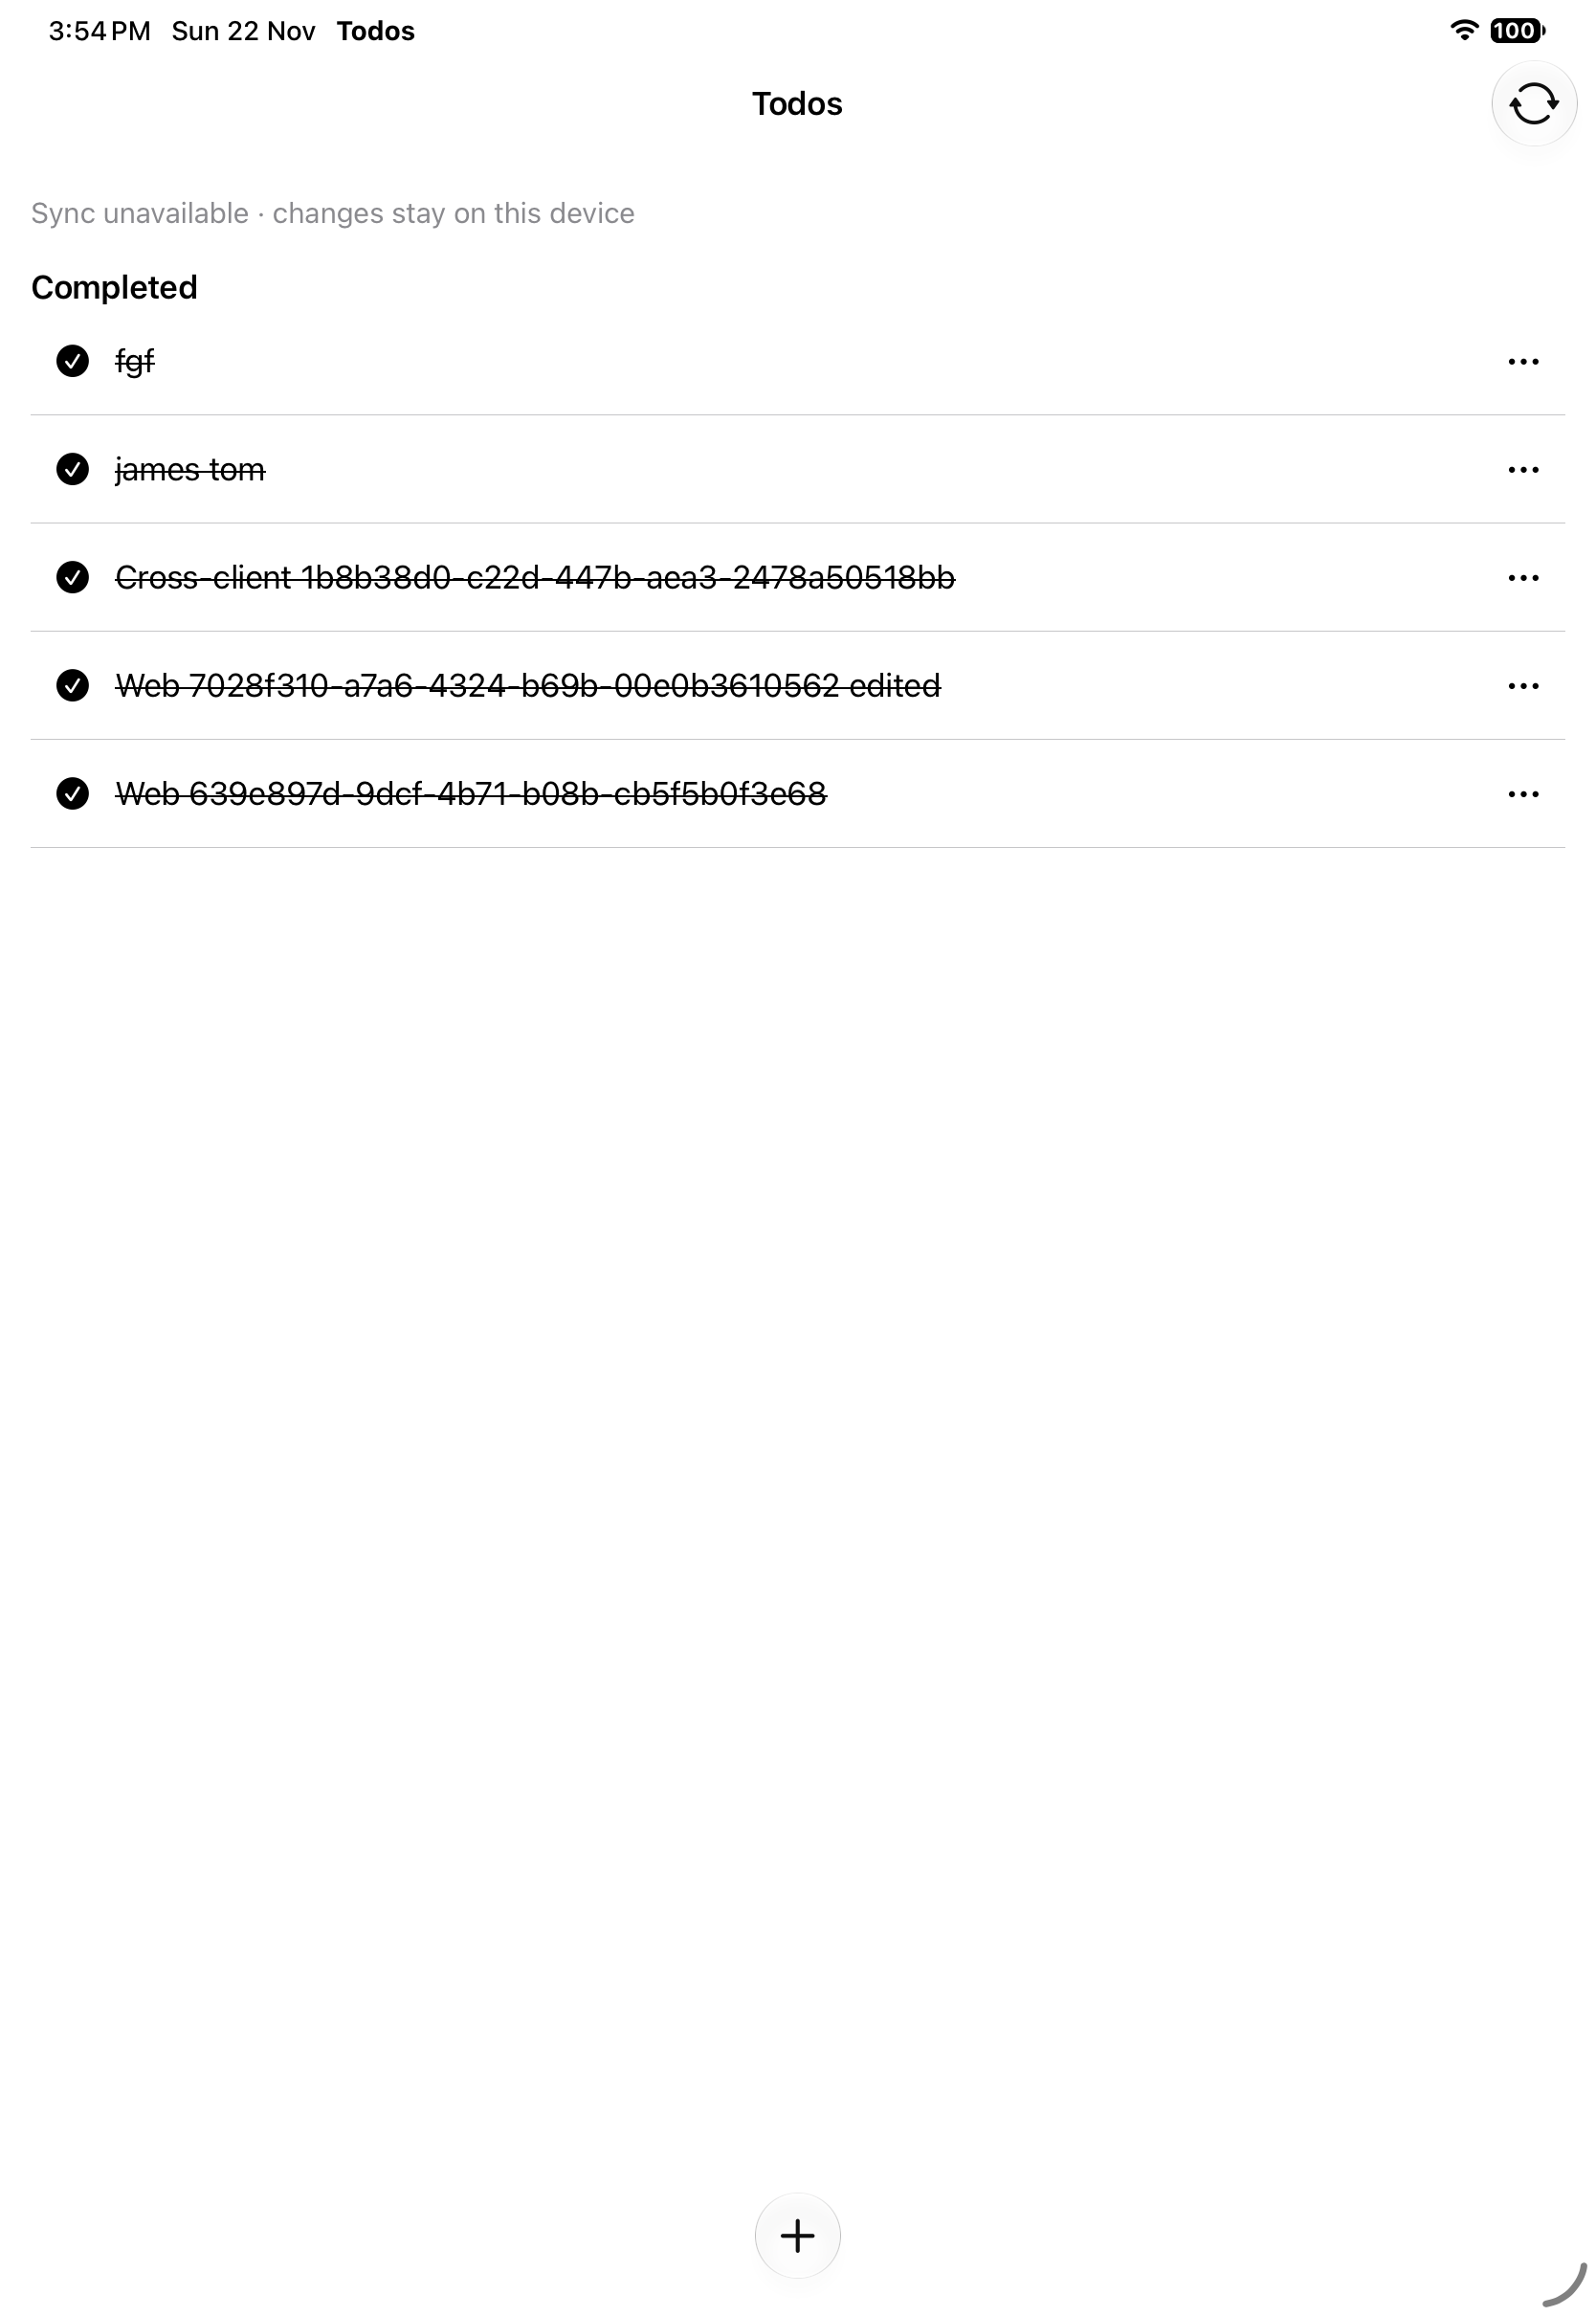 3:54 PM Sun 22 Nov Todos
100
Todos
Sync unavailable · changes stay on this device
Completed
fgf
james tom
Cross-client 1b8b38d0-c22d-447b-aea3-2478a50518bb
Web 7028f310-a7a6-4324-b69b-00e0b3610562 edited
Web 639e897d-9dcf-4b71-b08b-cb5f5b0f3e68